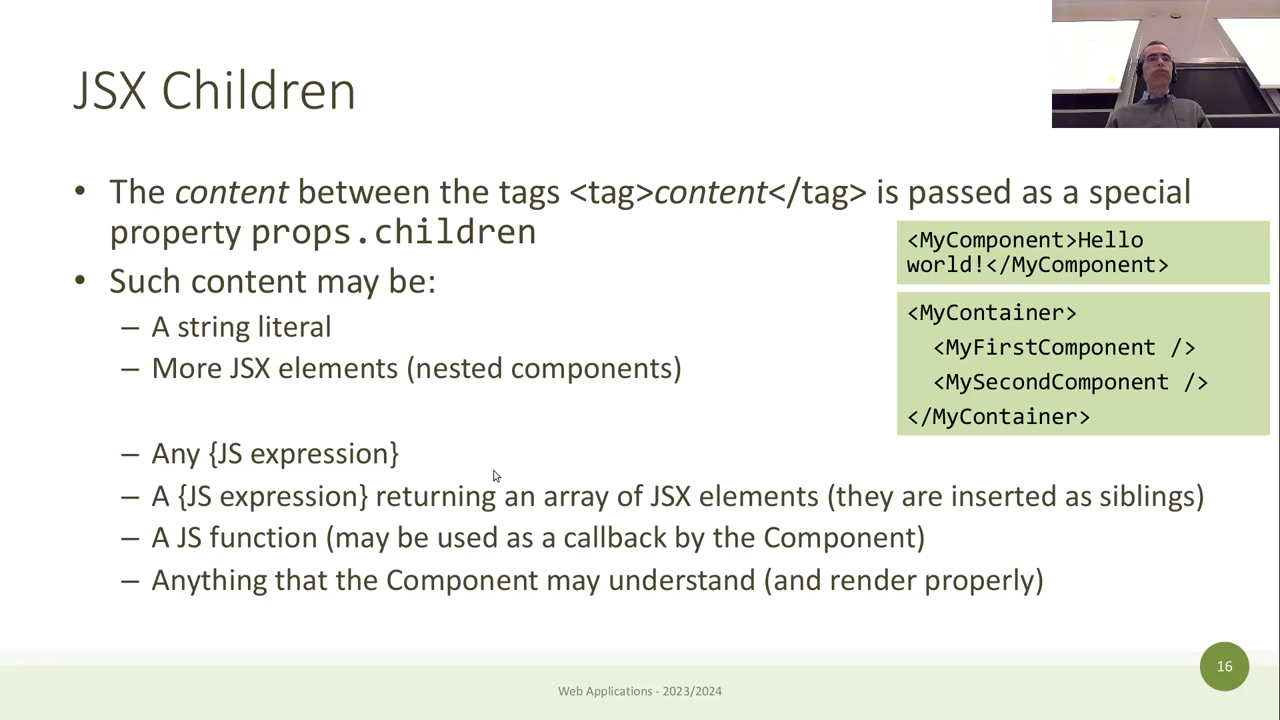 JSX Children
• The content between the tags <tag>content</tag> is passed as a special
property props.children
• Such content may be:
– A string literal
– More JSX elements (nested components)
<MyComponent>Hello
world!</MyComponent>
<MyContainer>
<MyFirstComponent />
<MySecondComponent />
</MyContainer>
– Any {JS expression}
– A {JS expression} returning an array of JSX elements (they are inserted as siblings)
– A JS function (may be used as a callback by the Component)
– Anything that the Component may understand (and render properly)
Web Applications - 2023/2024
16